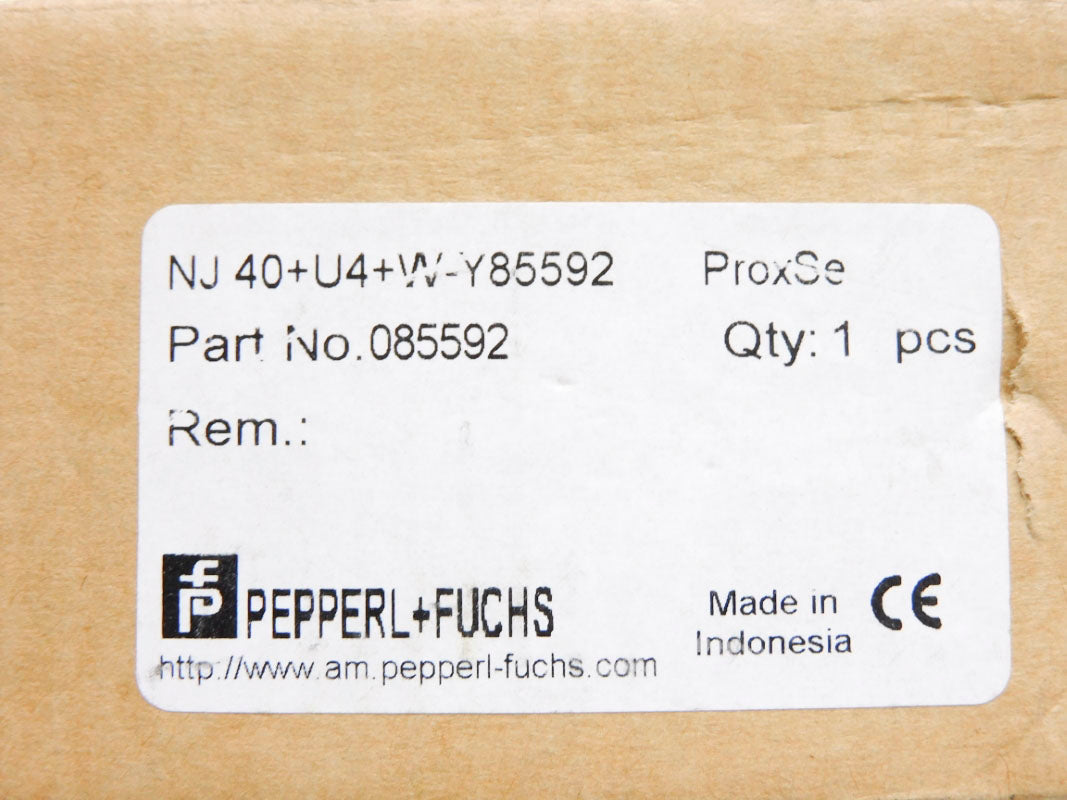 NJ 40+U4+W-Y85592 ProxSe
Part No.085592 Qty: 1 pcs
Rem.:
PEPPERL+FUCHS
http://www.am.pepperl-fuchs.com
Made in
Indonesia
CE